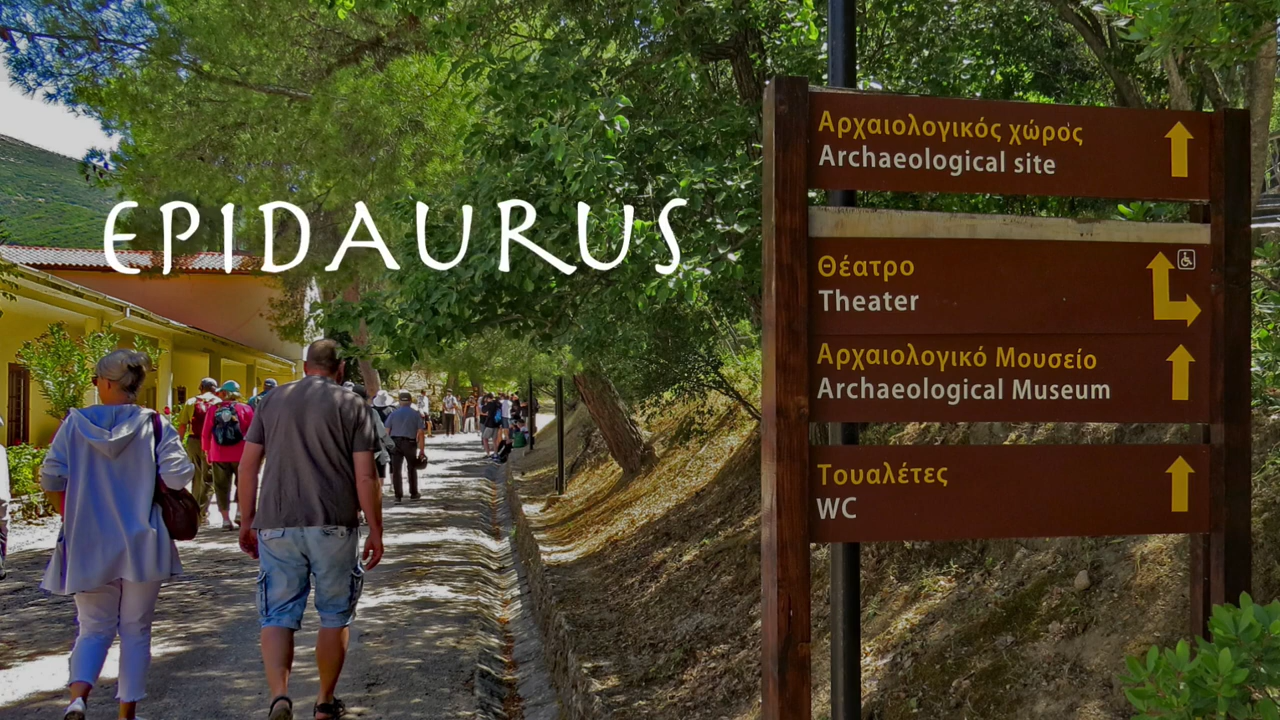 EPIDAURUS
Αρχαιολογικός χώρος
Archaeological site
Θέατρο
Theater
Αρχαιολογικό Μουσείο
Archaeological Museum
Τουαλέτες
WC